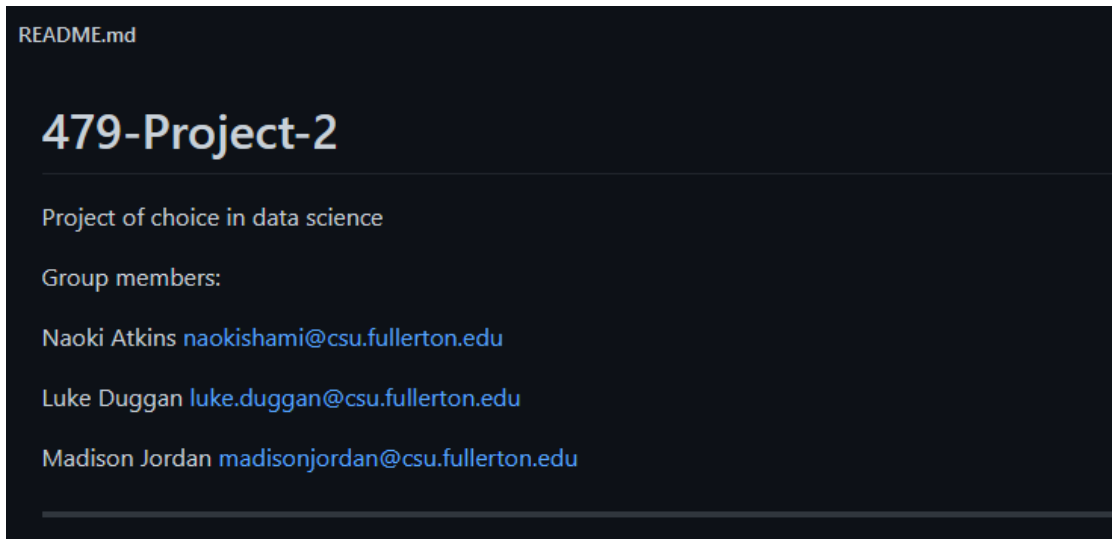 README.md
479-Project-2
Project of choice in data science
Group members:
Naoki Atkins naokishami@csu.fullerton.edu
Luke Duggan luke.duggan@csu.fullerton.edu
Madison Jordan madisonjordan@csu.fullerton.edu